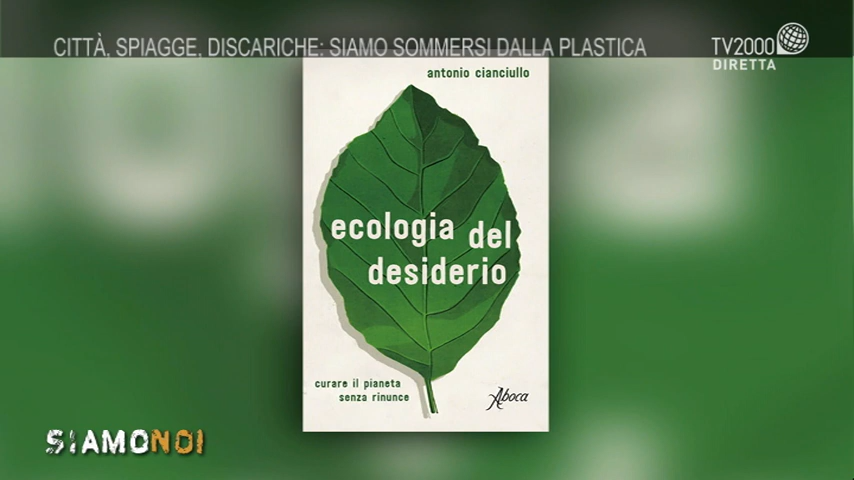 CITTÀ, SPIAGGE, DISCARICHE: SIAMO SOMMERSI DALLA PLASTICA
TV2000
DIRETTA
antonio cianciullo
ecologia del
desiderio
curare il pianeta
senza rinunce
Aboca
SIAMONOI